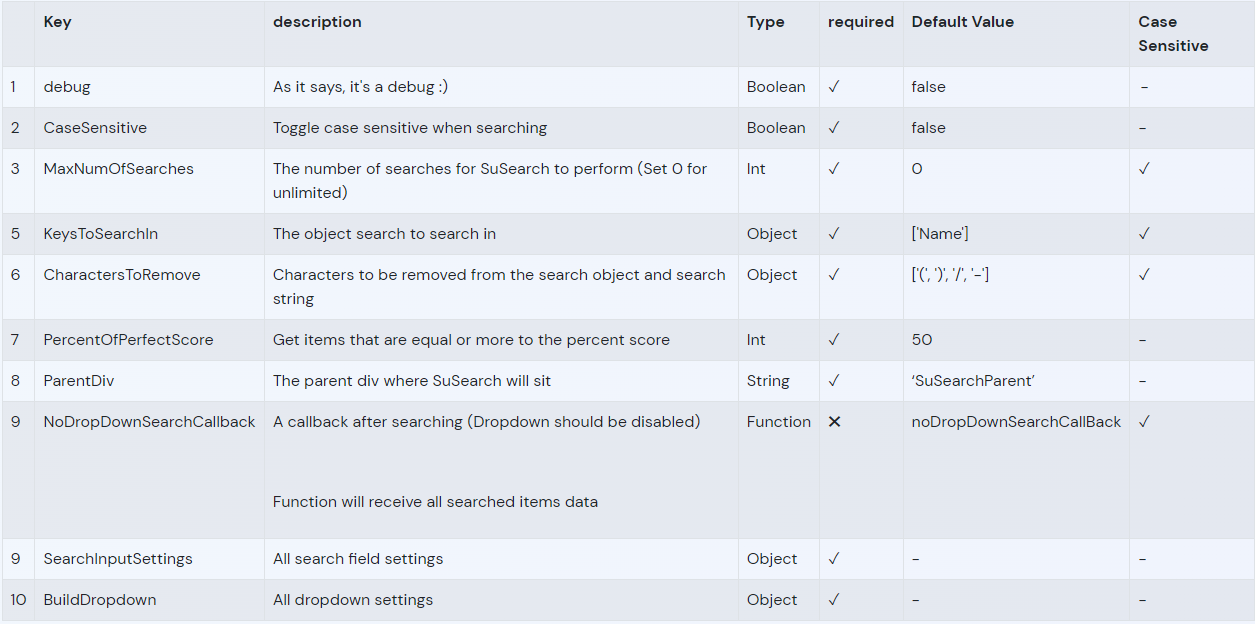 Key description Type required Default Value Case Sensitive
1 debug As it says, it's a debug :) Boolean ✓ false -
2 CaseSensitive Toggle case sensitive when searching Boolean ✓ false -
3 MaxNumOfSearches The number of searches for SuSearch to perform (Set 0 for unlimited) Int ✓ 0 ✓
5 KeysToSearchIn The object search to search in Object ✓ ['Name'] ✓
6 CharactersToRemove Characters to be removed from the search object and search string Object ✓ ['(', ')', '/', '-'] ✓
7 PercentOfPerfectScore Get items that are equal or more to the percent score Int ✓ 50 -
8 ParentDiv The parent div where SuSearch will sit String ✓ ‘SuSearchParent’ -
9 NoDropDownSearchCallback A callback after searching (Dropdown should be disabled) Function ✕ noDropDownSearchCallBack ✓
Function will receive all searched items data
9 SearchInputSettings All search field settings Object ✓ - -
10 BuildDropdown All dropdown settings Object ✓ - -